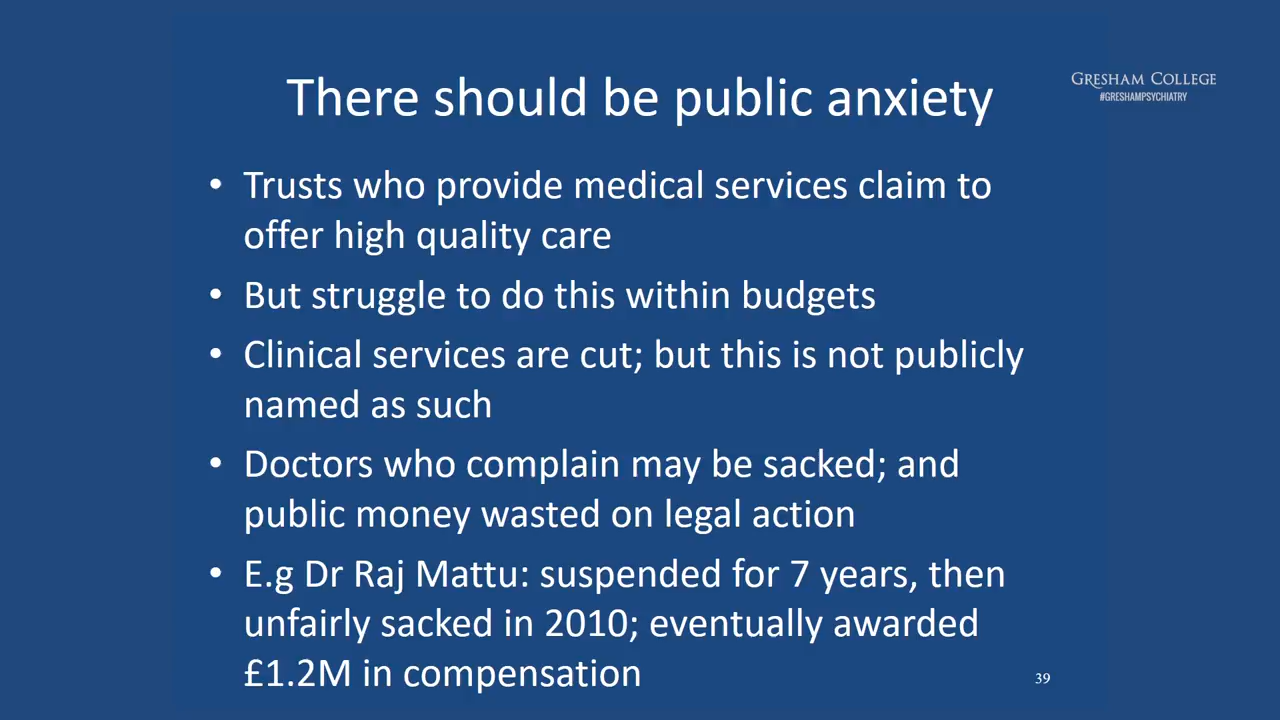 There should be public anxiety
GRESHAM COLLEGE
#GRESHAMPSYCHIATRY
• Trusts who provide medical services claim to
offer high quality care
• But struggle to do this within budgets
• Clinical services are cut; but this is not publicly
named as such
• Doctors who complain may be sacked; and
public money wasted on legal action
• E.g Dr Raj Mattu: suspended for 7 years, then
unfairly sacked in 2010; eventually awarded
£1.2M in compensation
39